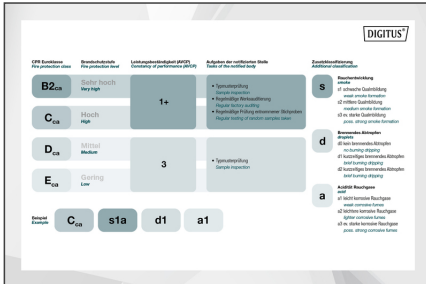 DIGITUS®
CPR Euroklasse
Fire protection class
Brandschutzstufe
Fire protection level
Leistungsbeständigkeit (AVCP)
Constancy of performance (AVCP)
Aufgaben der notifizierten Stelle
Tasks of the notified body
Zusatzklassifizierung
Additional classification
B2ca
Sehr hoch
Very high
Cca
Hoch
High
1+
• Typmusterprüfung
Sample inspection
• Regelmäßige Werksauditierung
Regular factory auditing
• Regelmäßige Prüfung entnommener Stichproben
Regular testing of random samples taken
Dca
Mittel
Medium
Eca
Gering
Low
3
• Typmusterprüfung
Sample inspection
s
Rauchentwicklung
smoke
s1 schwache Qualmbildung
weak smoke formation
s2 mittlere Qualmbildung
medium smoke formation
s3 ev. starke Qualmbildung
poss. strong smoke formation
d
Brennendes Abtropfen
droplets
d0 kein brennendes Abtropfen
no burning dripping
d1 kurzzeitiges brennendes Abtropfen
brief burning dripping
d2 kurzzeitiges brennendes Abtropfen
brief burning dripping
a
Acidität Rauchgase
acid
a1 leicht korrosive Rauchgase
weak corrosive fumes
a2 leichtere korrosive Rauchgase
lighter corrosive fumes
a3 ev. starke korrosive Rauchgase
poss. strong corrosive fumes
Beispiel
Example
Cca
s1a
d1
a1